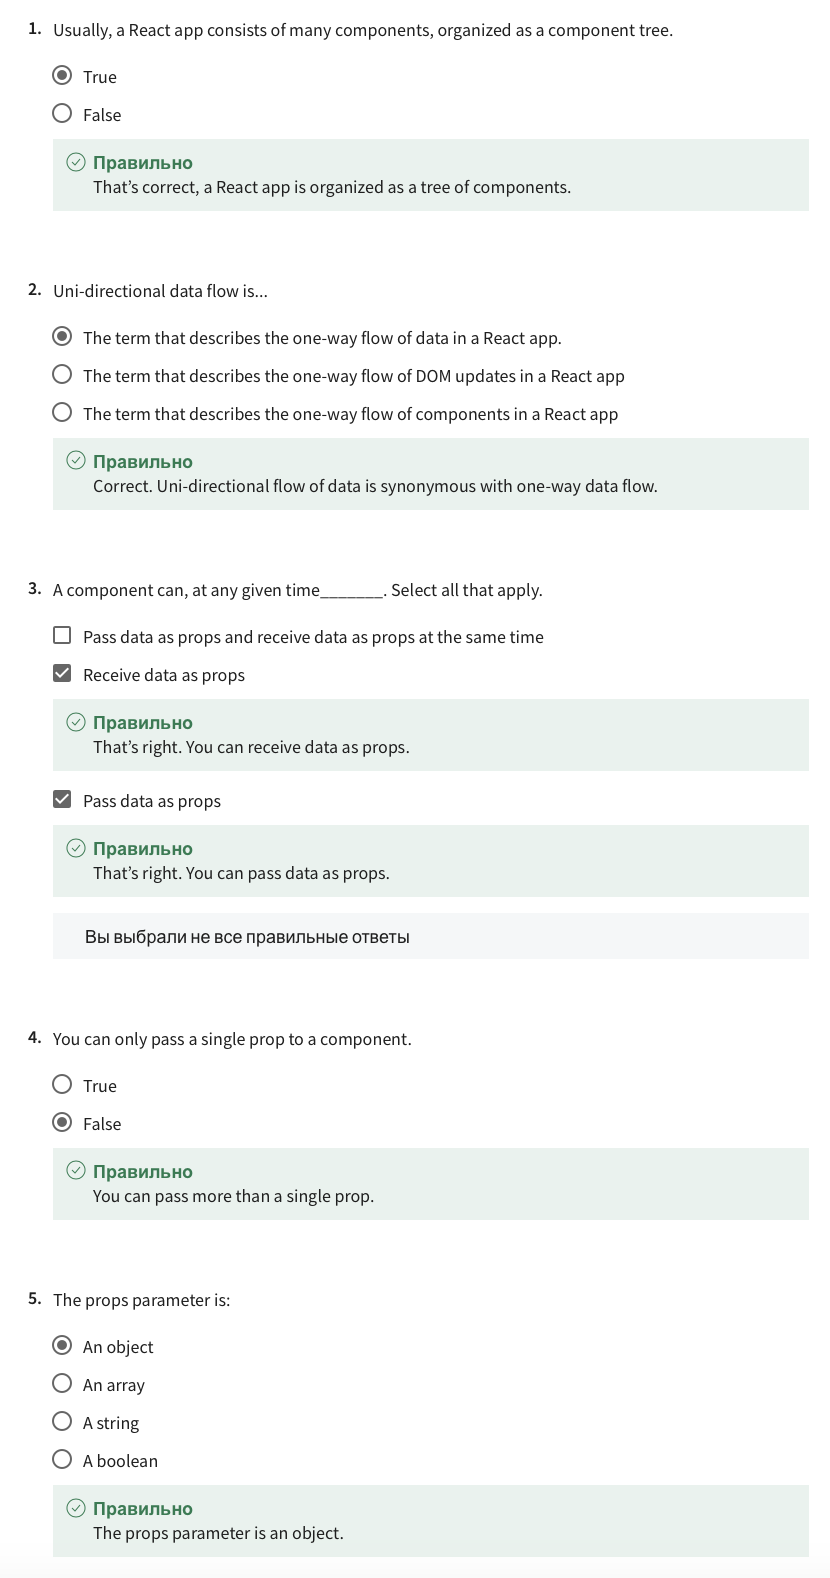 1. Usually, a React app consists of many components, organized as a component tree.
True
False
Правильно
That’s correct, a React app is organized as a tree of components.
2. Uni-directional data flow is...
The term that describes the one-way flow of data in a React app.
The term that describes the one-way flow of DOM updates in a React app
The term that describes the one-way flow of components in a React app
Правильно
Correct. Uni-directional flow of data is synonymous with one-way data flow.
3. A component can, at any given time_______. Select all that apply.
Pass data as props and receive data as props at the same time
Receive data as props
Правильно
That’s right. You can receive data as props.
Pass data as props
Правильно
That’s right. You can pass data as props.
Вы выбрали не все правильные ответы
4. You can only pass a single prop to a component.
True
False
Правильно
You can pass more than a single prop.
5. The props parameter is:
An object
An array
A string
A boolean
Правильно
The props parameter is an object.